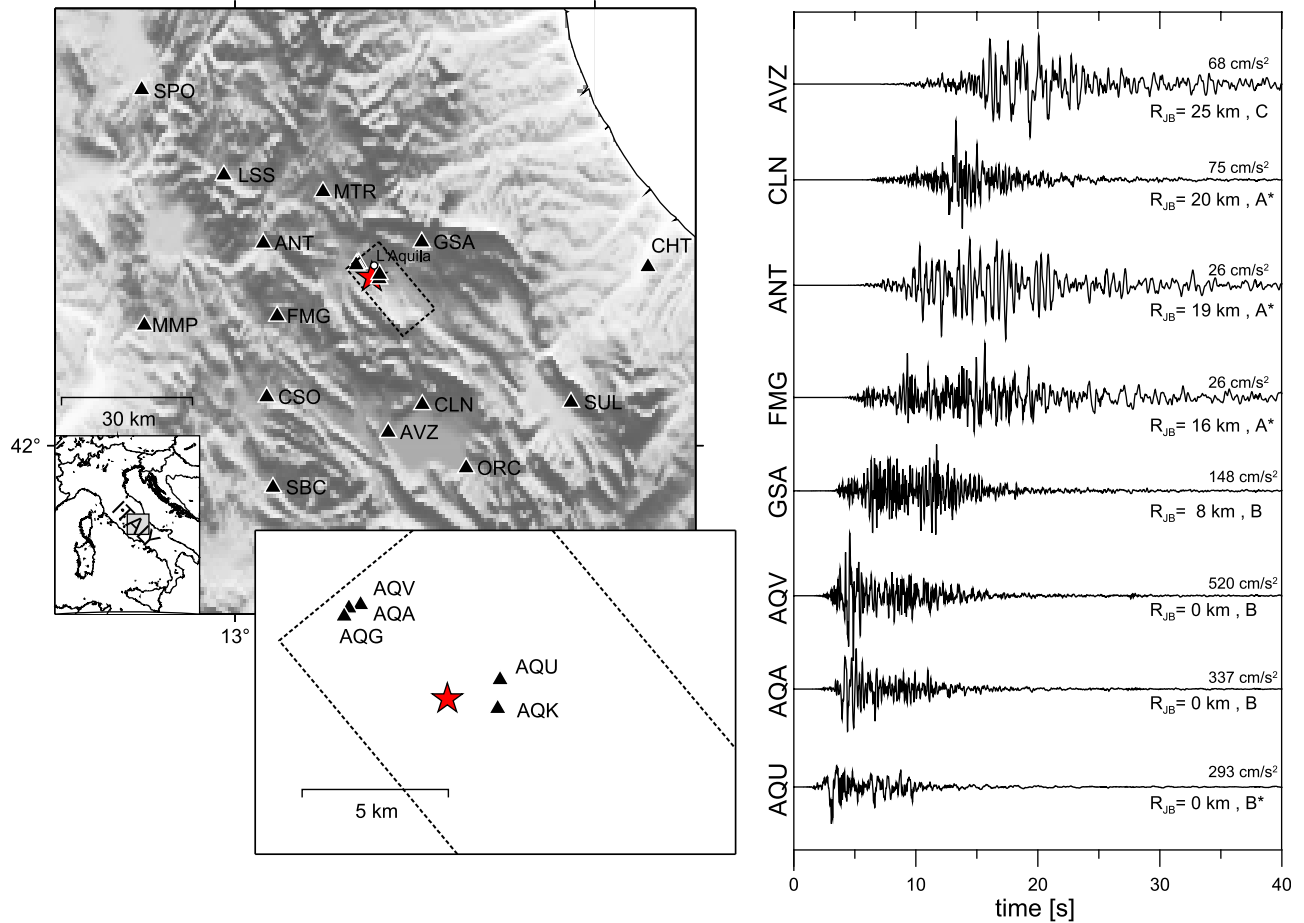 SPO
LSS
MTR
ANT
GSA
L'Aquila
CHT
FMG
MMP
CSO
CLN
SUL
AVZ
ORC
SBC
30 km
42°
13°
ITALY
AQV
AQA
AQG
AQU
AQK
5 km
AVZ
68 cm/s²
R_JB= 25 km , C
CLN
75 cm/s²
R_JB= 20 km , A*
ANT
26 cm/s²
R_JB= 19 km , A*
FMG
26 cm/s²
R_JB= 16 km , A*
GSA
148 cm/s²
R_JB= 8 km , B
AQV
520 cm/s²
R_JB= 0 km , B
AQA
337 cm/s²
R_JB= 0 km , B
AQU
293 cm/s²
R_JB= 0 km , B*
0 10 20 30 40
time [s]